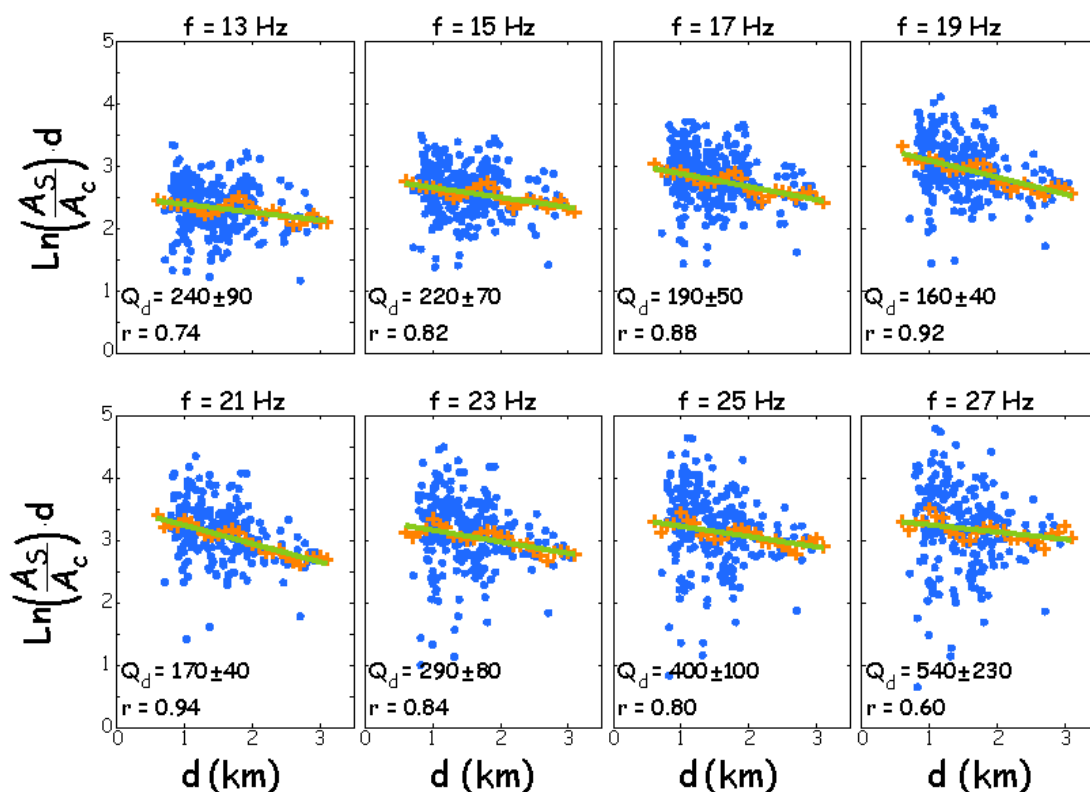 f = 13 Hz f = 15 Hz f = 17 Hz f = 19 Hz
5
4
3
2
1
0
Ln(As/Ac).d
Qd = 240±90
r = 0.74
Qd = 220±70
r = 0.82
Qd = 190±50
r = 0.88
Qd = 160±40
r = 0.92
f = 21 Hz f = 23 Hz f = 25 Hz f = 27 Hz
5
4
3
2
1
0
Ln(As/Ac).d
Qd = 170±40
r = 0.94
Qd = 290±80
r = 0.84
Qd = 400±100
r = 0.80
Qd = 540±230
r = 0.60
0 1 2 3 0 1 2 3 0 1 2 3 0 1 2 3
d (km) d (km) d (km) d (km)